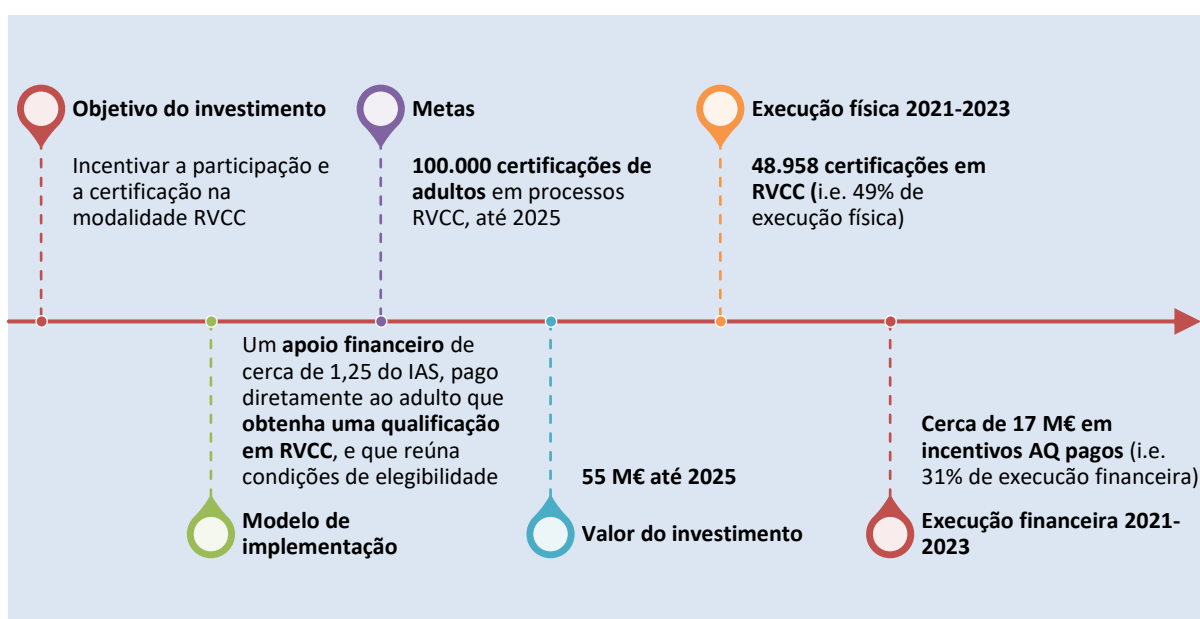 Objetivo do investimento
Incentivar a participação e
a certificação na
modalidade RVCC
Um apoio financeiro de
cerca de 1,25 do IAS, pago
diretamente ao adulto que
obtenha uma qualificação
em RVCC, e que reúna
condições de elegibilidade
Modelo de
implementação
Metas
100.000 certificações de
adultos em processos
RVCC, até 2025
55 M€ até 2025
Valor do investimento
Execução física 2021-2023
48.958 certificações em
RVCC (i.e. 49% de
execução física)
Cerca de 17 M€ em
incentivos AQ pagos (i.e.
31% de execucão financeira)
Execução financeira 2021-
2023